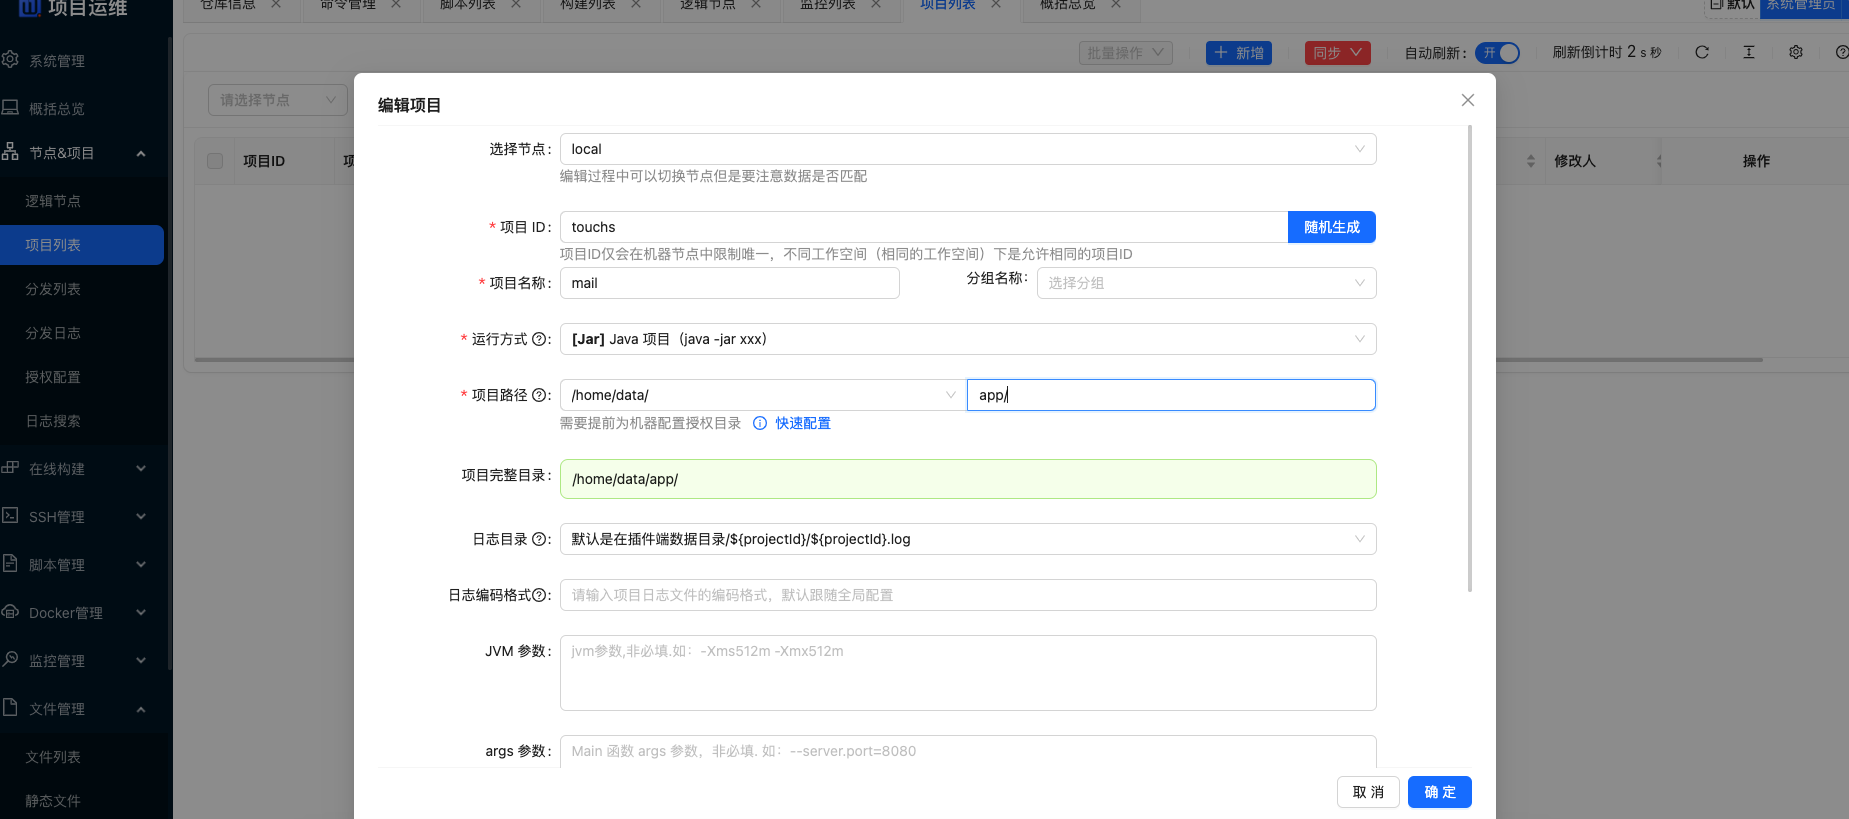 项目运维
仓库信息 命令管理 脚本列表 构建列表 逻辑节点 监控列表 项目列表 概括总览 默认 系统管理员
系统管理
概括总览
节点&项目
逻辑节点
项目列表
分发列表
分发日志
授权配置
日志搜索
在线构建
SSH管理
脚本管理
Docker管理
监控管理
文件管理
文件列表
静态文件
批量操作 新增 同步 自动刷新: 开 刷新倒计时 2 s 秒
请选择节点
项目ID 修改人 操作
编辑项目
选择节点: local
编辑过程中可以切换节点但是要注意数据是否匹配
* 项目 ID: touchs 随机生成
项目ID仅会在机器节点中限制唯一，不同工作空间（相同的工作空间）下是允许相同的项目ID
* 项目名称: mail 分组名称: 选择分组
* 运行方式 : [Jar] Java 项目（java -jar xxx）
* 项目路径 : /home/data/ app/
需要提前为机器配置授权目录 快速配置
项目完整目录: /home/data/app/
日志目录 : 默认是在插件端数据目录/${projectId}/${projectId}.log
日志编码格式 : 请输入项目日志文件的编码格式，默认跟随全局配置
JVM 参数: jvm参数,非必填.如：-Xms512m -Xmx512m
args 参数: Main 函数 args 参数，非必填. 如：--server.port=8080
取 消 确 定